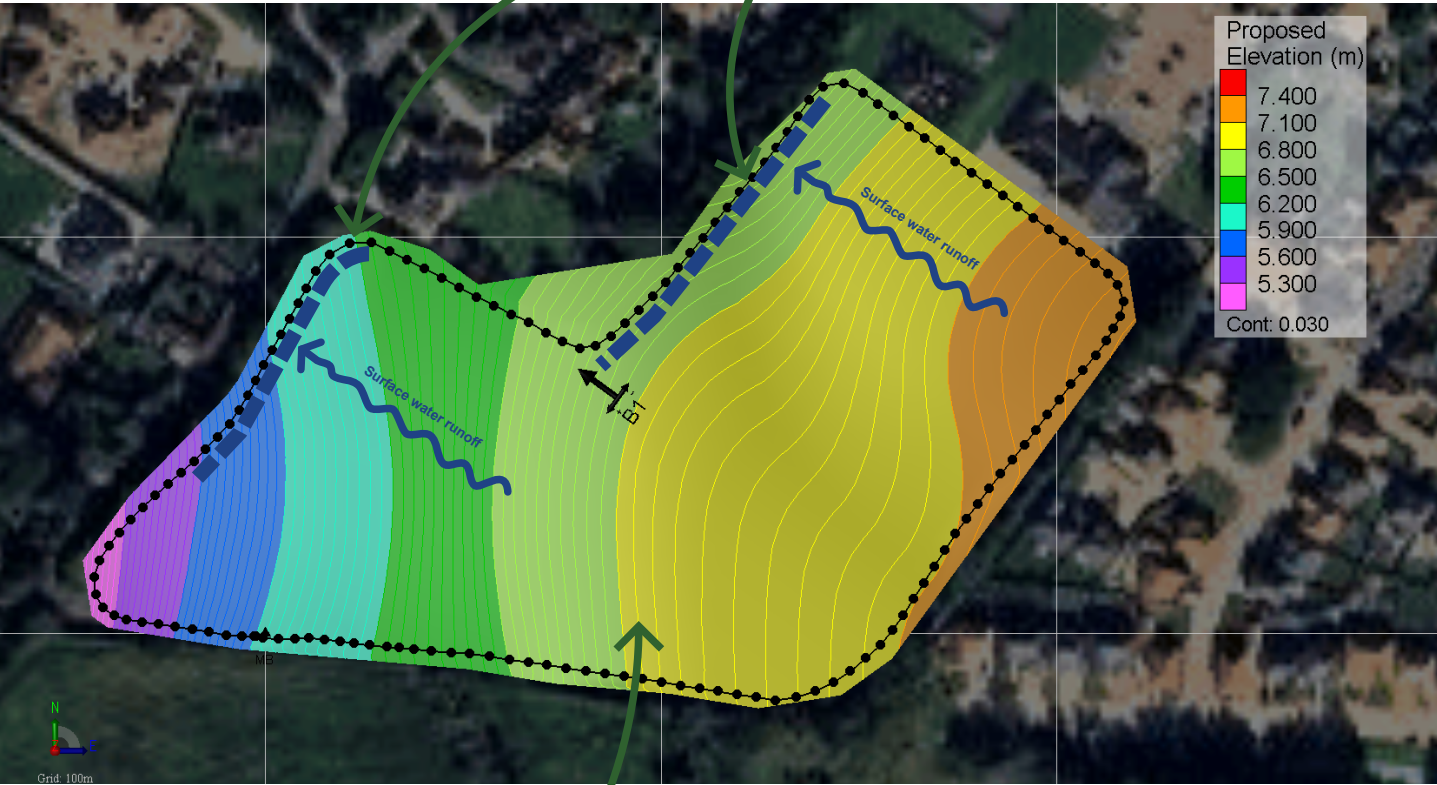 Proposed
Elevation (m)
7.400
7.100
6.800
6.500
6.200
5.900
5.600
5.300
Cont: 0.030
Surface water runoff
Surface water runoff
B1
MB
N
E
Grid: 100m